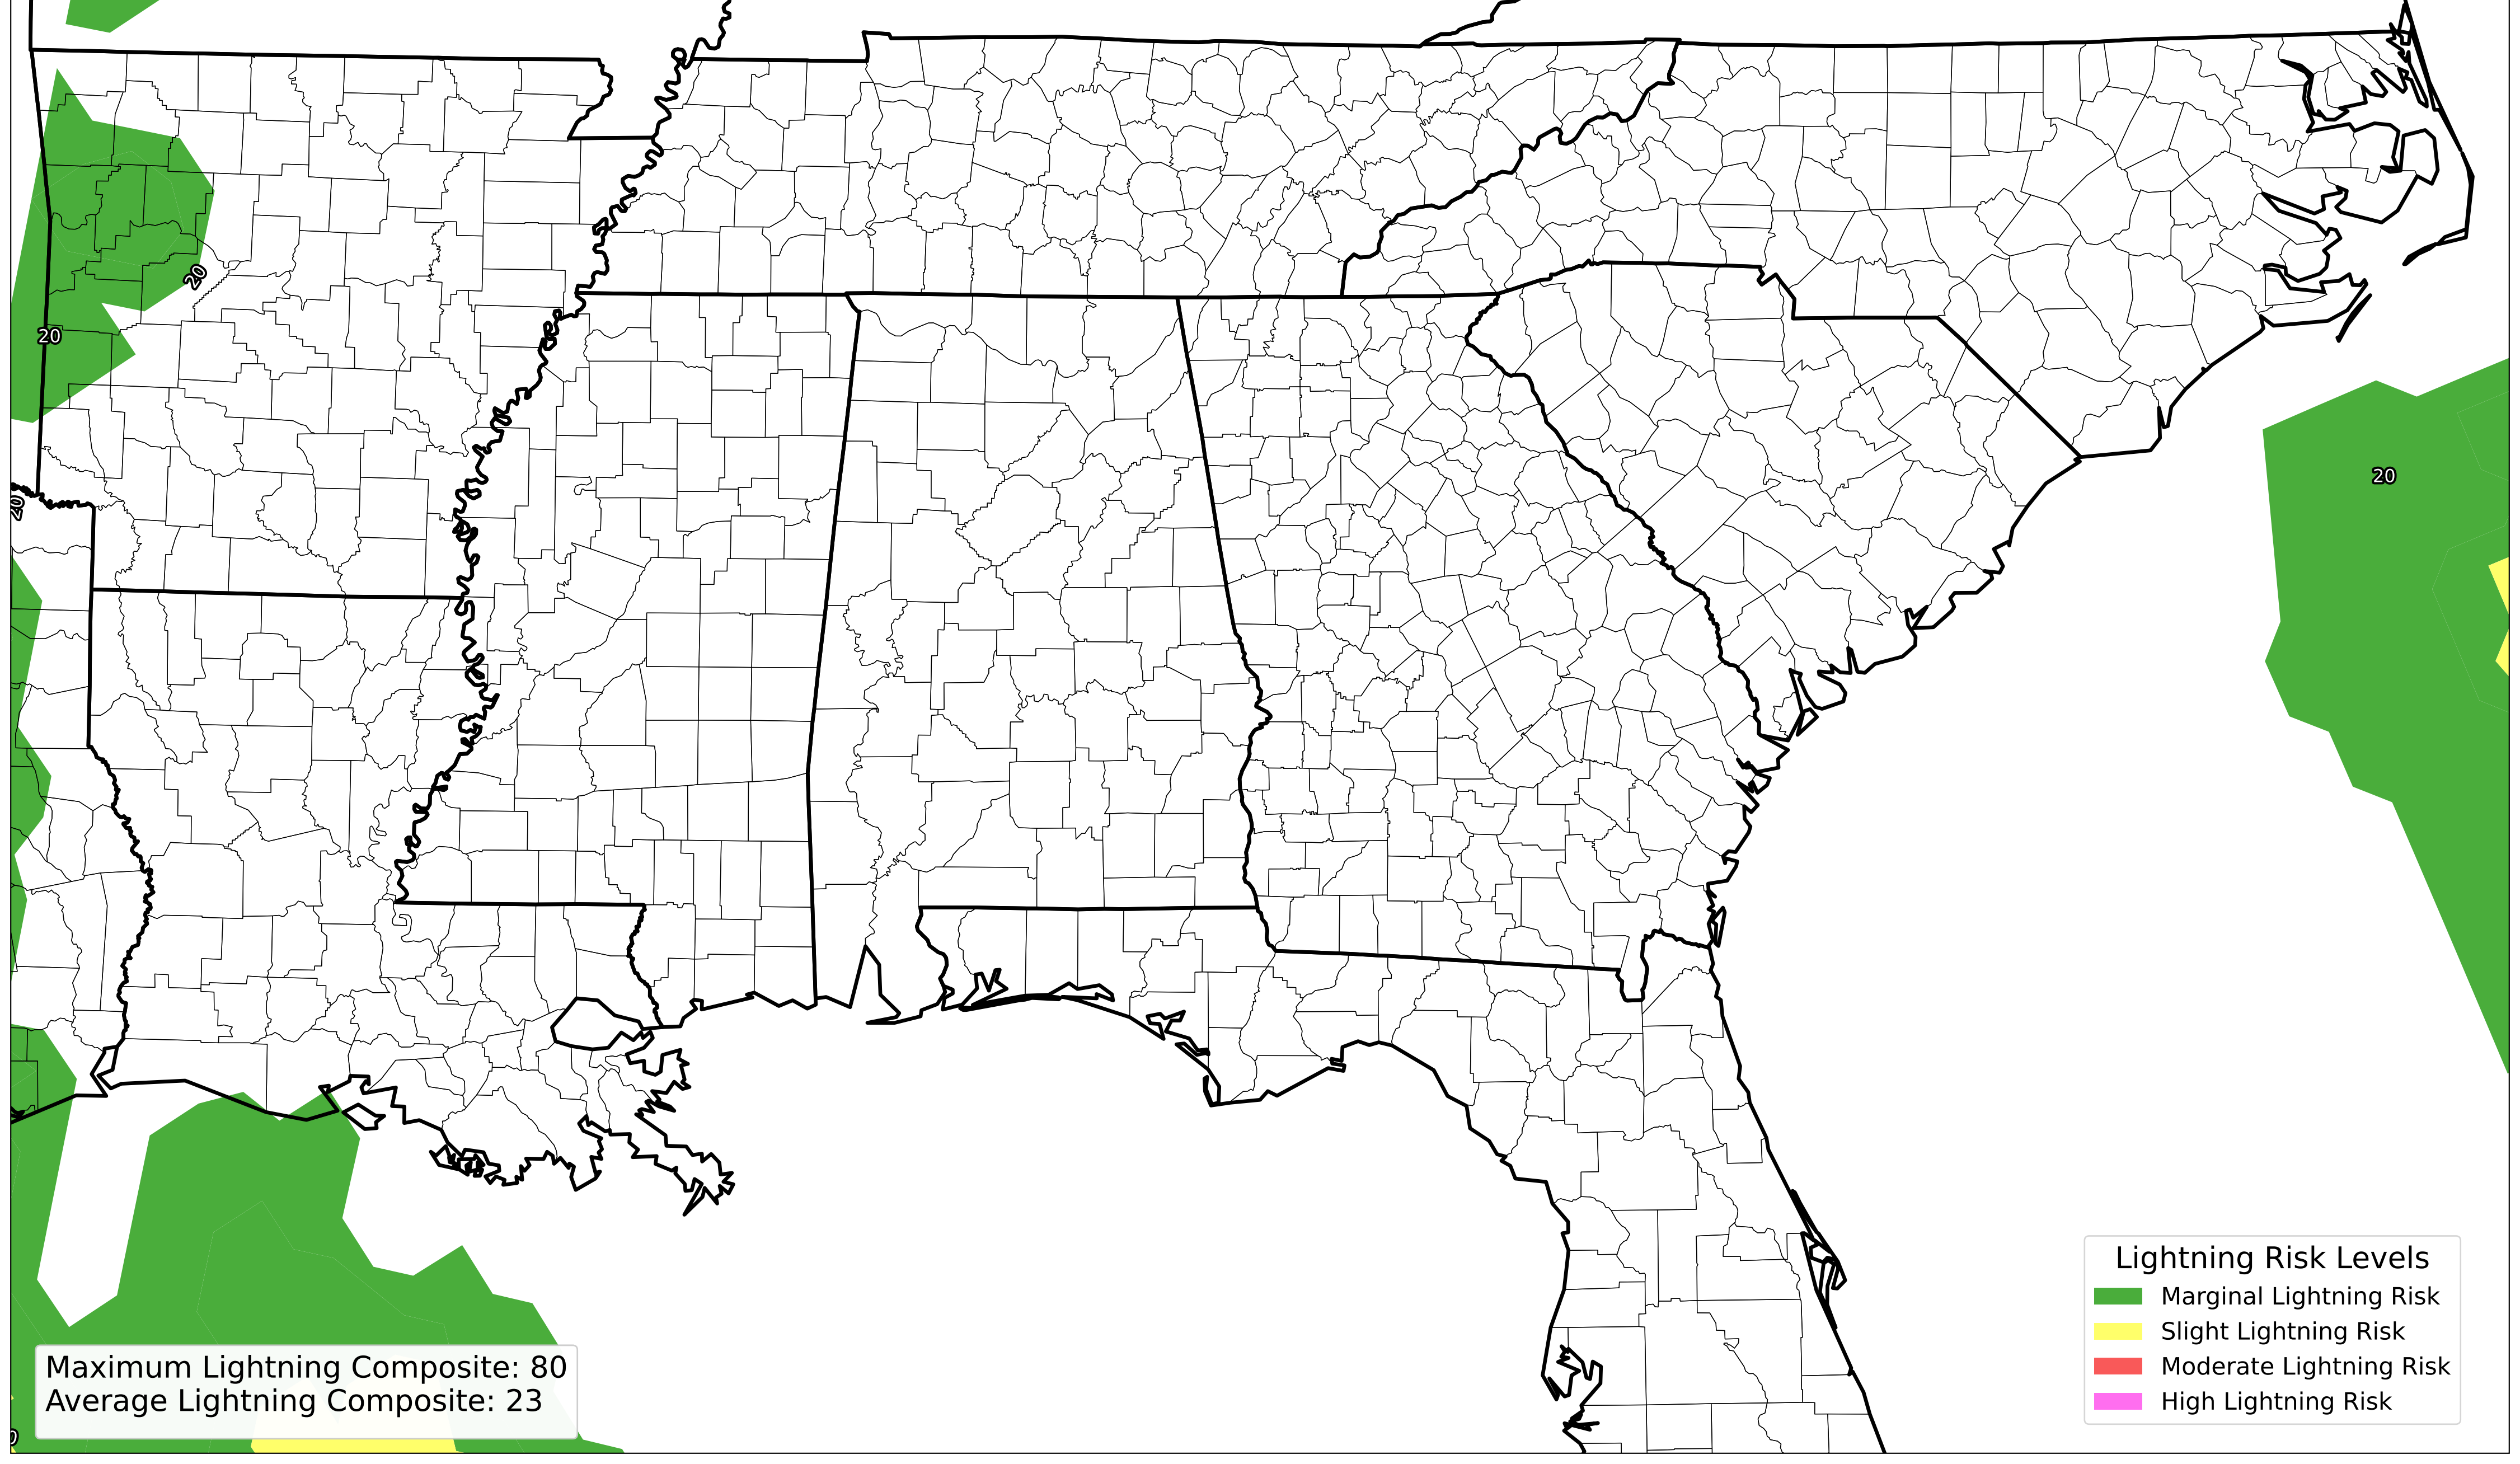 20
20
20
20
Lightning Risk Levels
Marginal Lightning Risk
Slight Lightning Risk
Moderate Lightning Risk
High Lightning Risk
Maximum Lightning Composite: 80
Average Lightning Composite: 23